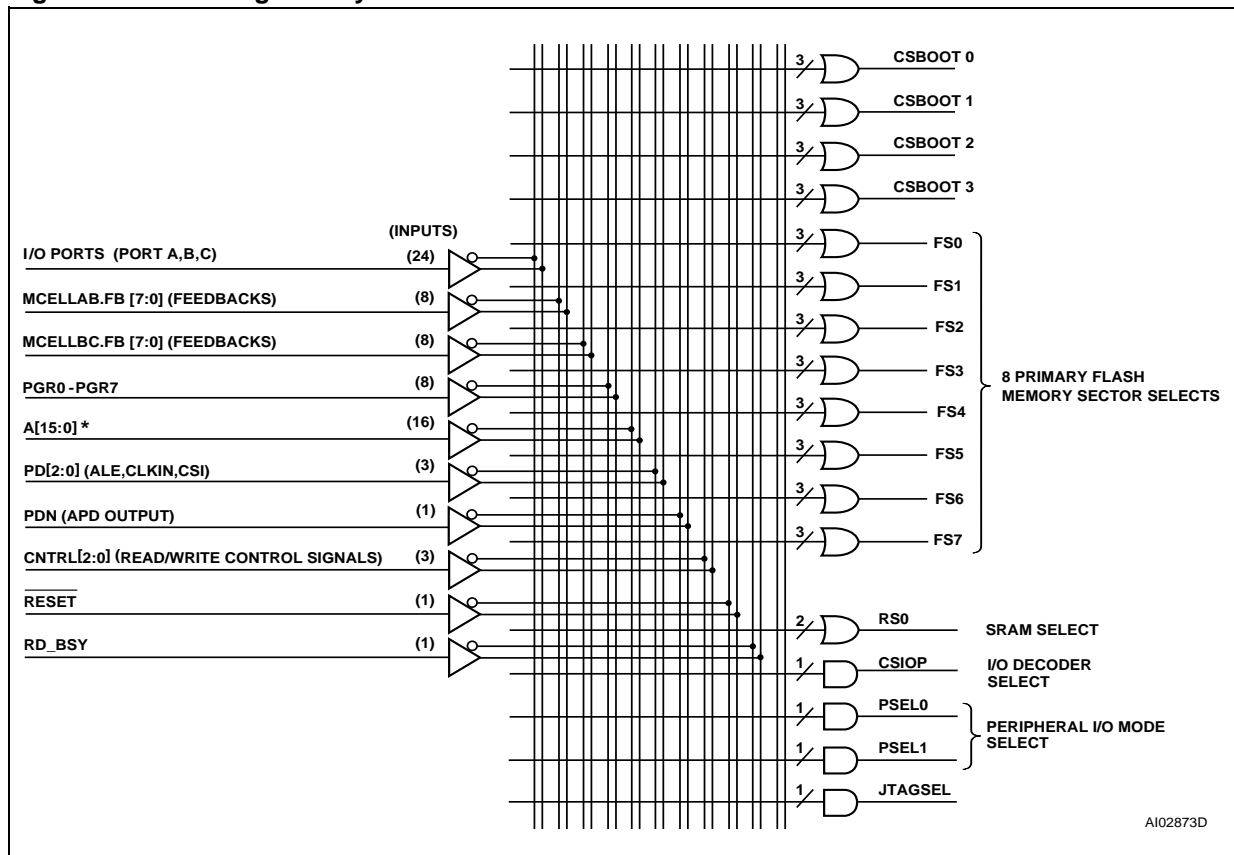 CSBOOT 0
3
CSBOOT 1
3
CSBOOT 2
3
CSBOOT 3
3
(INPUTS)
I/O PORTS (PORT A,B,C) (24)
MCELLAB.FB [7:0] (FEEDBACKS) (8)
MCELLBC.FB [7:0] (FEEDBACKS) (8)
PGR0 -PGR7 (8)
A[15:0] * (16)
PD[2:0] (ALE,CLKIN,CSI) (3)
PDN (APD OUTPUT) (1)
CNTRL[2:0] (READ/WRITE CONTROL SIGNALS) (3)
RESET (1)
RD_BSY (1)
3 FS0
3 FS1
3 FS2
3 FS3
3 FS4
3 FS5
3 FS6
3 FS7
8 PRIMARY FLASH
MEMORY SECTOR SELECTS
2 RS0 SRAM SELECT
1 CSIOP I/O DECODER
SELECT
1 PSEL0
1 PSEL1
PERIPHERAL I/O MODE
SELECT
1 JTAGSEL
AI02873D